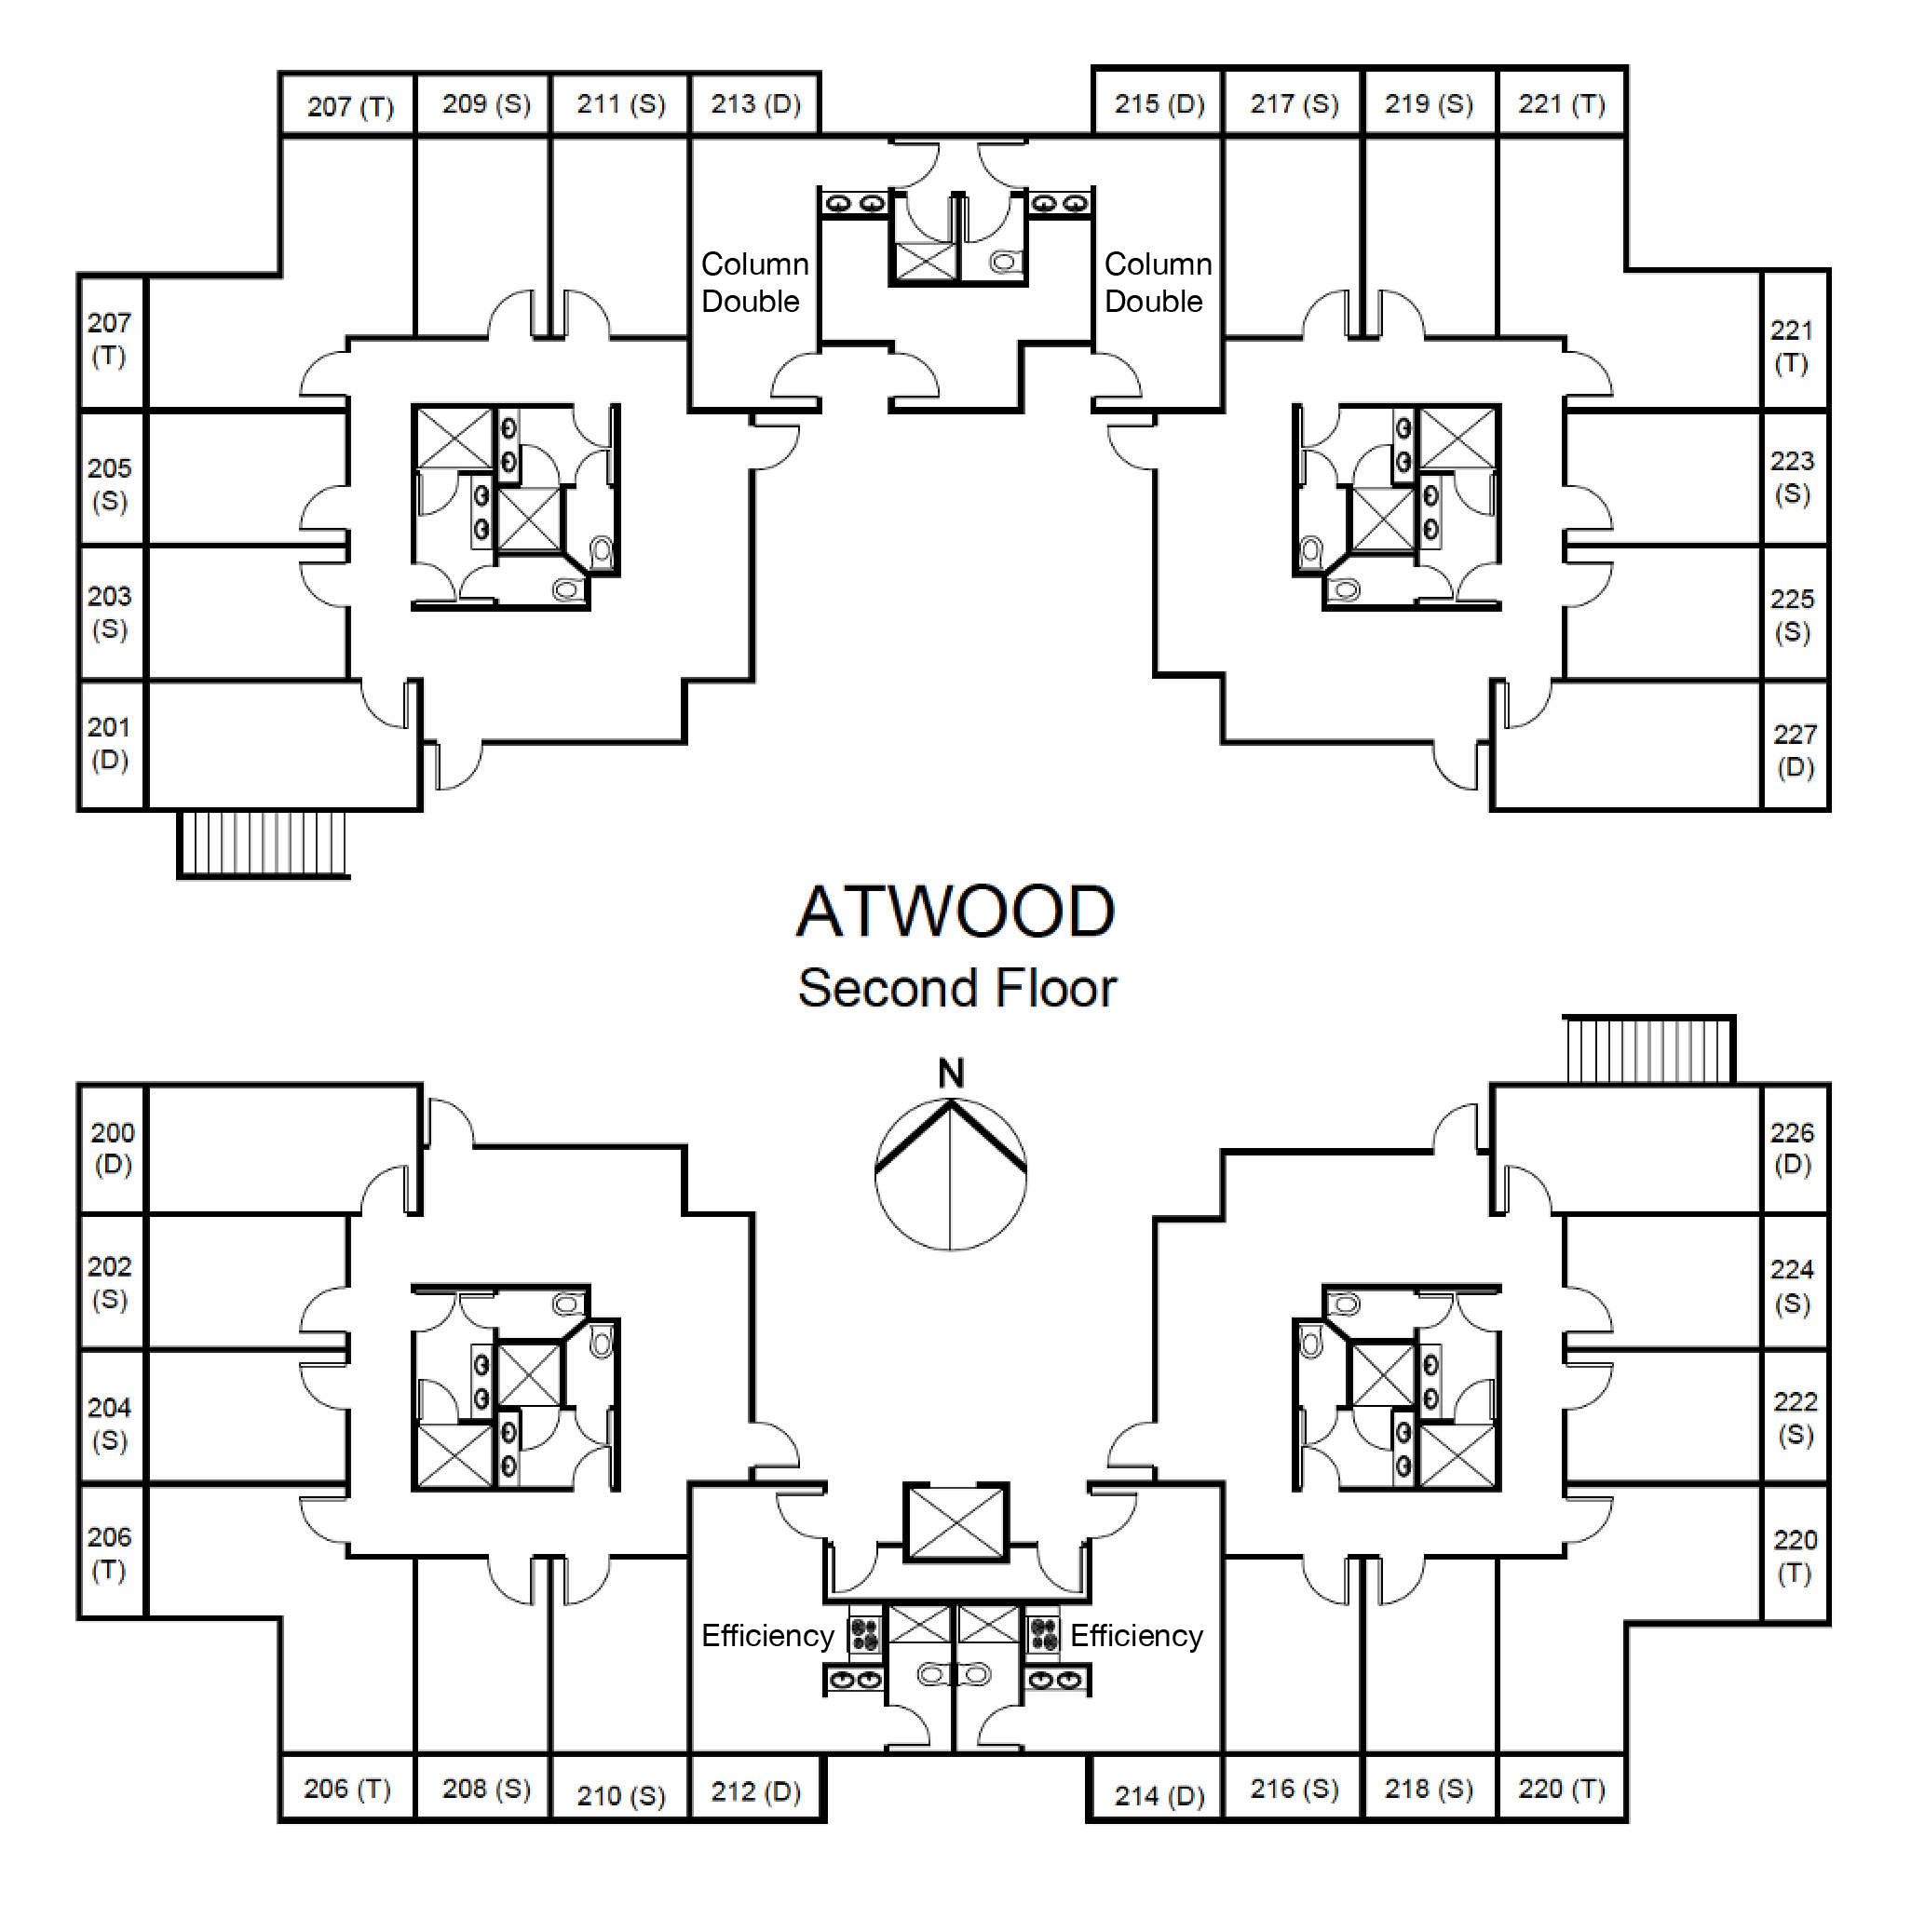 207 (T)
209 (S)
211 (S)
213 (D)
215 (D)
217 (S)
219 (S)
221 (T)
Column
Double
Column
Double
207
(T)
221
(T)
205
(S)
223
(S)
203
(S)
225
(S)
201
(D)
227
(D)
ATWOOD
Second Floor
N
200
(D)
226
(D)
202
(S)
224
(S)
204
(S)
222
(S)
206
(T)
220
(T)
Efficiency
Efficiency
206 (T)
208 (S)
210 (S)
212 (D)
214 (D)
216 (S)
218 (S)
220 (T)